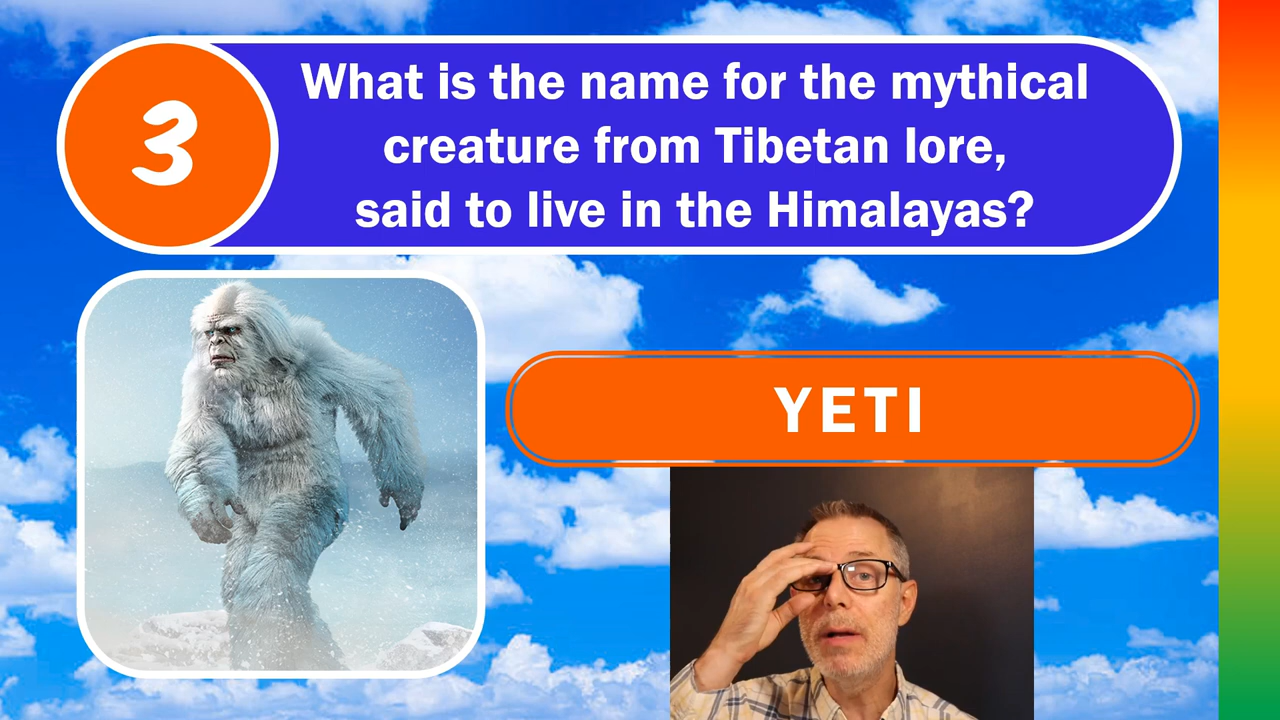 3
What is the name for the mythical
creature from Tibetan lore,
said to live in the Himalayas?
YETI